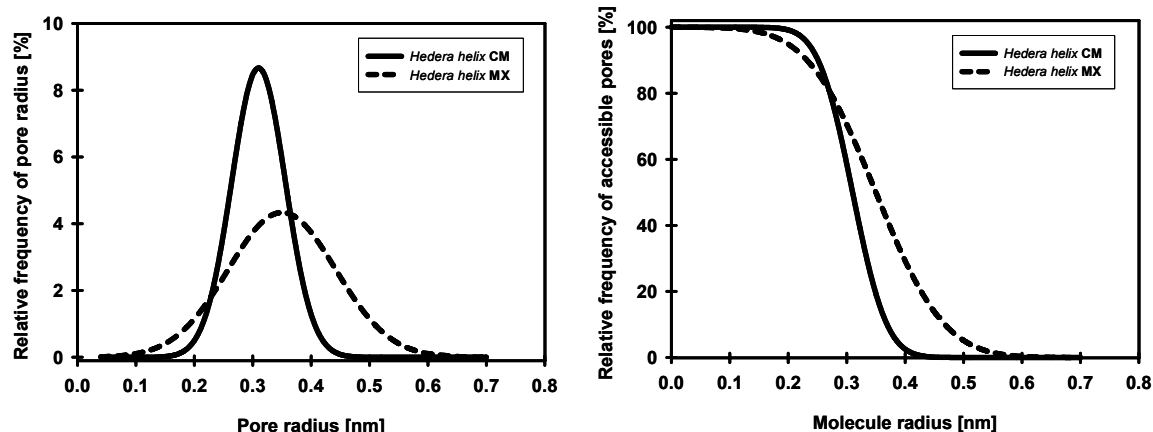 Relative frequency of pore radius [%]
10
8
6
4
2
0
0.0 0.1 0.2 0.3 0.4 0.5 0.6 0.7 0.8
Pore radius [nm]
Hedera helix CM
Hedera helix MX
Relative frequency of accessible pores [%]
100
80
60
40
20
0
0.0 0.1 0.2 0.3 0.4 0.5 0.6 0.7 0.8
Molecule radius [nm]
Hedera helix CM
Hedera helix MX